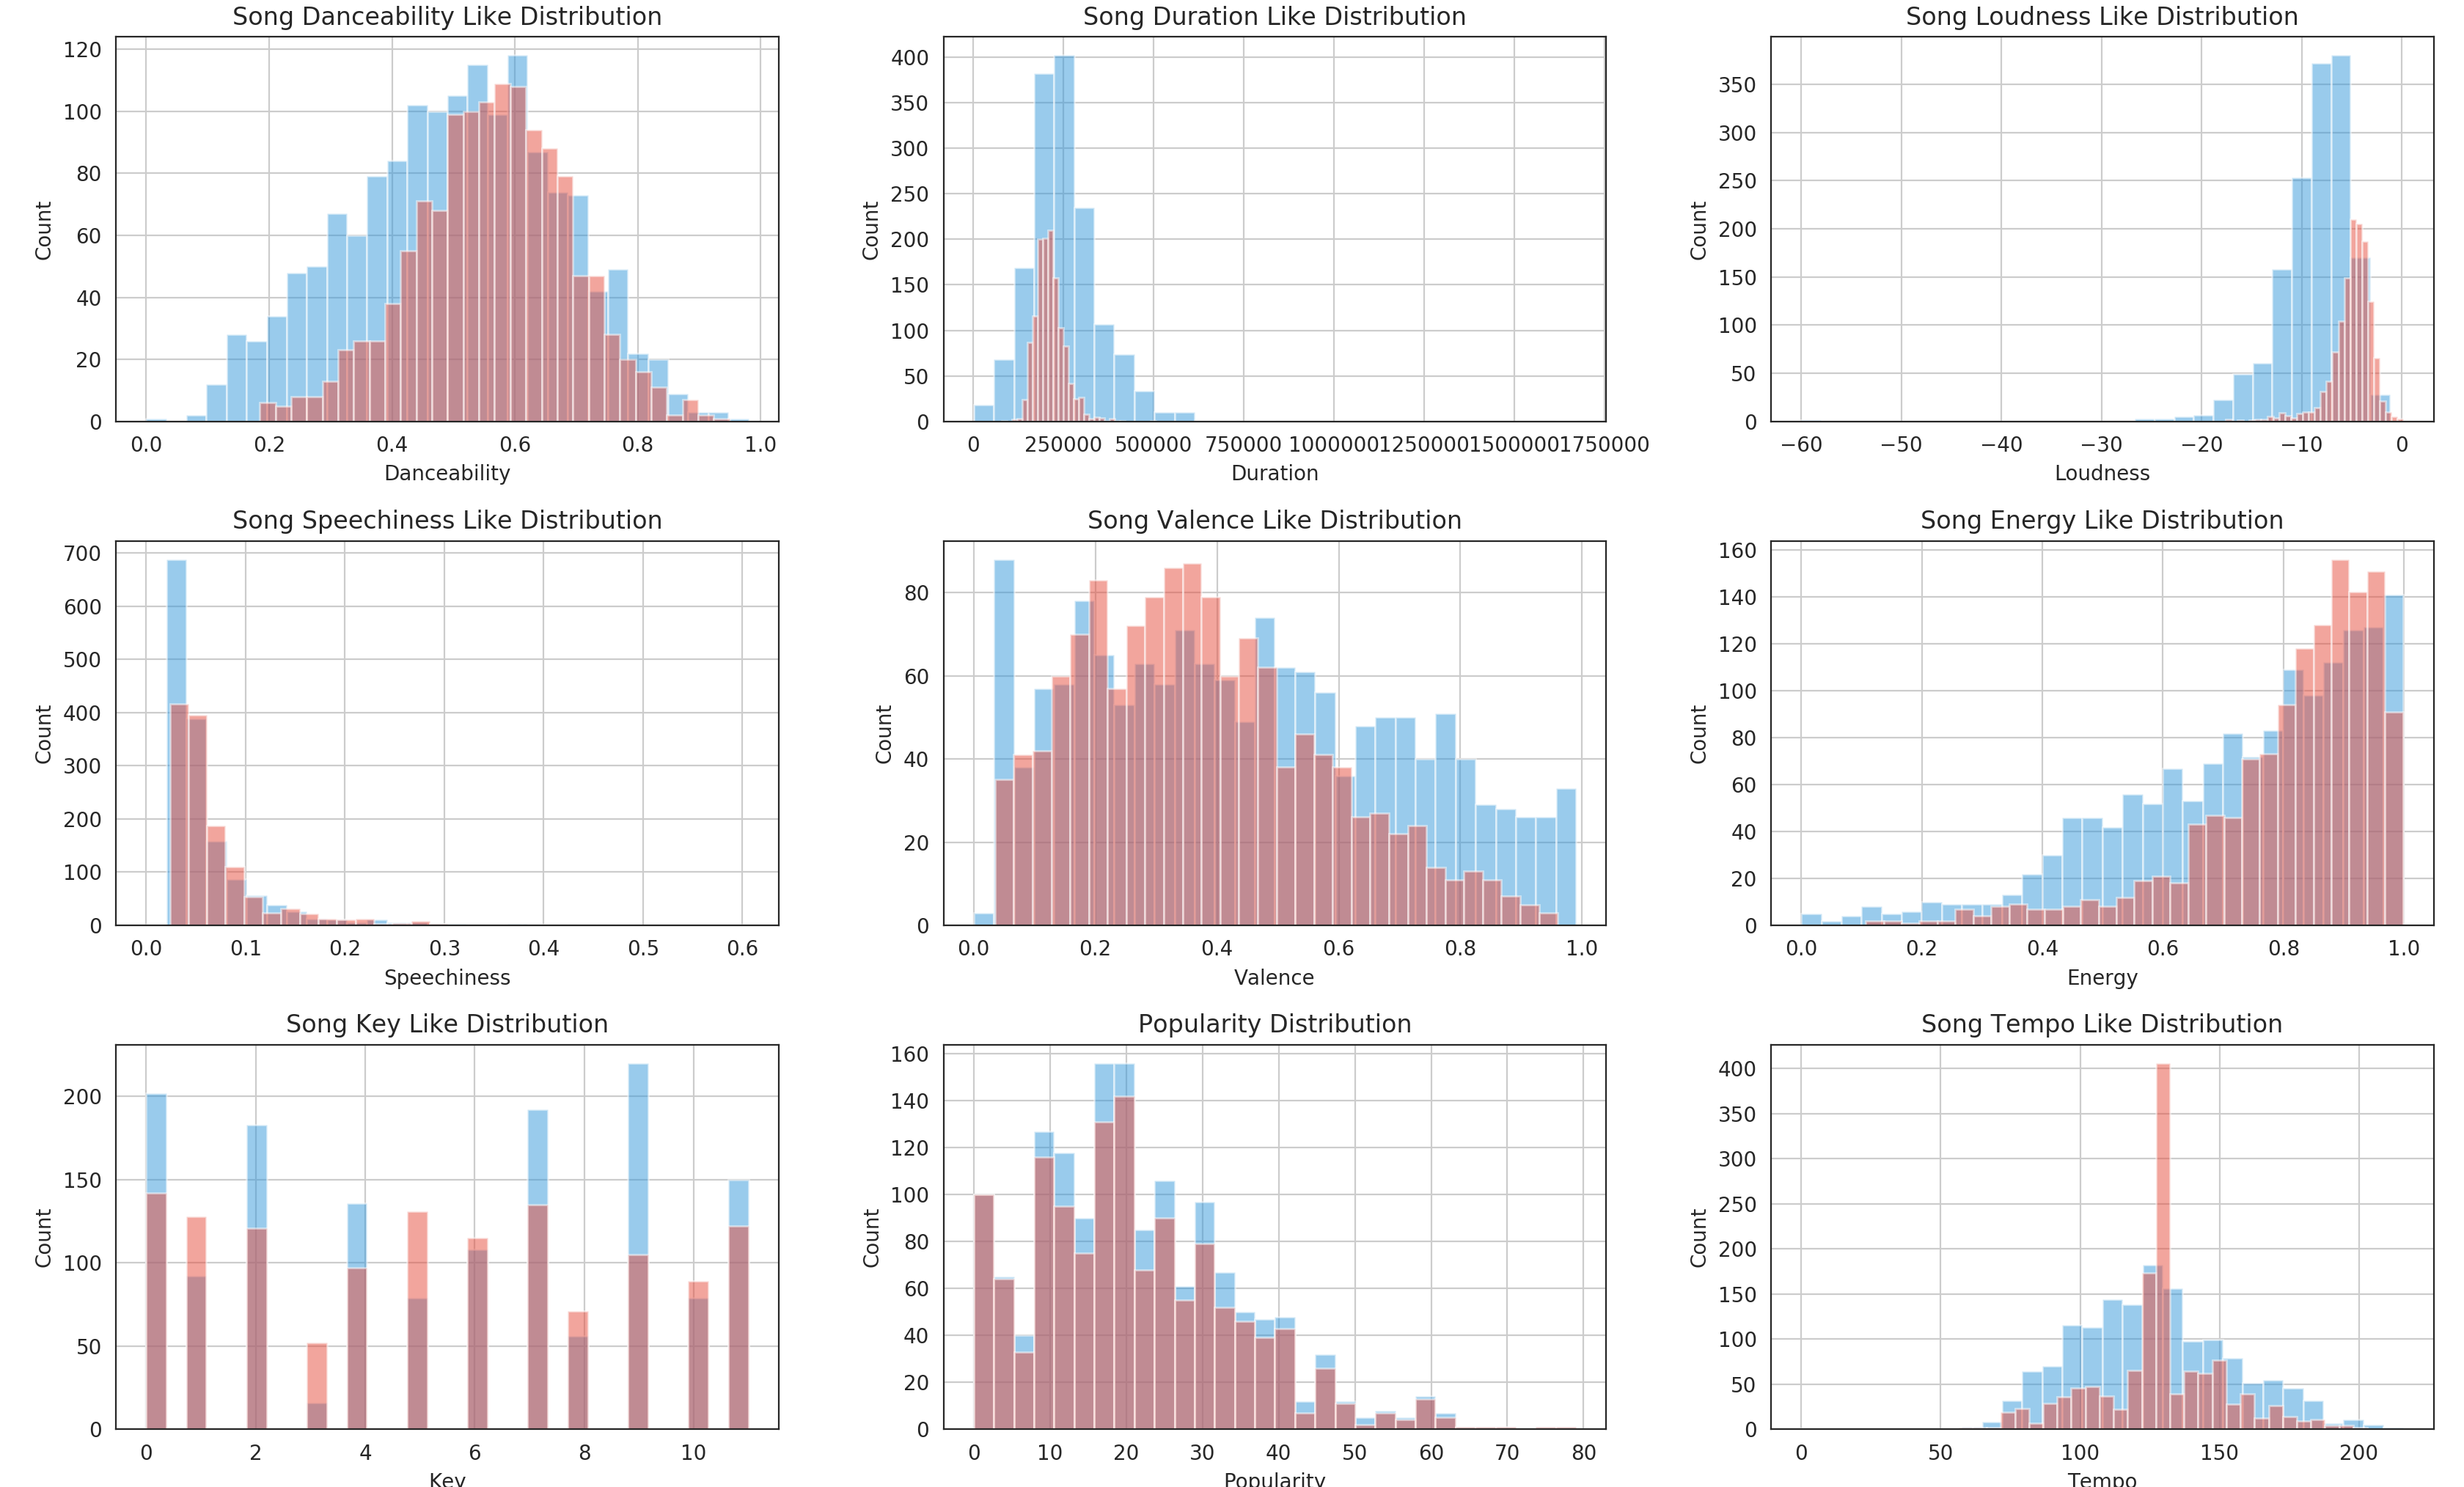 Song Danceability Like Distribution
Count
120
100
80
60
40
20
0
0.0 0.2 0.4 0.6 0.8 1.0
Danceability
Song Duration Like Distribution
Count
400
350
300
250
200
150
100
50
0
0 250000 500000 750000 1000000 1250000 1500000 1750000
Duration
Song Loudness Like Distribution
Count
350
300
250
200
150
100
50
0
−60 −50 −40 −30 −20 −10 0
Loudness
Song Speechiness Like Distribution
Count
700
600
500
400
300
200
100
0
0.0 0.1 0.2 0.3 0.4 0.5 0.6
Speechiness
Song Valence Like Distribution
Count
80
60
40
20
0
0.0 0.2 0.4 0.6 0.8 1.0
Valence
Song Energy Like Distribution
Count
160
140
120
100
80
60
40
20
0
0.0 0.2 0.4 0.6 0.8 1.0
Energy
Song Key Like Distribution
Count
200
150
100
50
0
0 2 4 6 8 10
Key
Popularity Distribution
Count
160
140
120
100
80
60
40
20
0
0 10 20 30 40 50 60 70 80
Popularity
Song Tempo Like Distribution
Count
400
350
300
250
200
150
100
50
0
0 50 100 150 200
Tempo